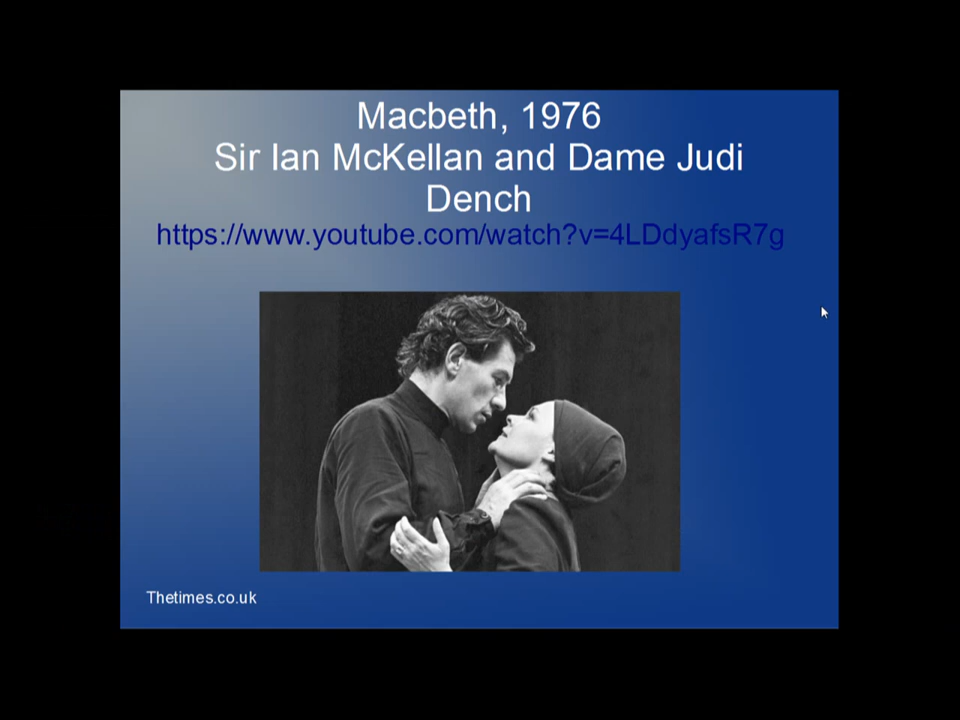 Macbeth, 1976
Sir Ian McKellan and Dame Judi
Dench
https://www.youtube.com/watch?v=4LDdyafsR7g
Thetimes.co.uk